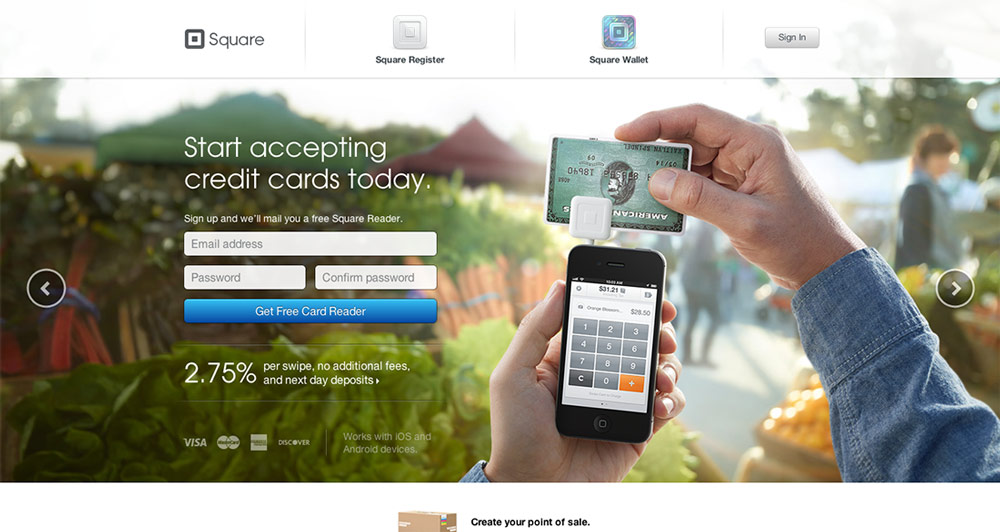 Square
Square Register
Square Wallet
Sign In
Start accepting
credit cards today.
Sign up and we'll mail you a free Square Reader.
Email address
Password
Confirm password
Get Free Card Reader
2.75%
per swipe, no additional fees,
and next day deposits
VISA
DISCOVER
Works with iOS and
Android devices.
AMERICAN
09/14
$31.21
Orange Blossom...
$28.50
1 2 3
4 5 6
7 8 9
C 0 +
Create your point of sale.